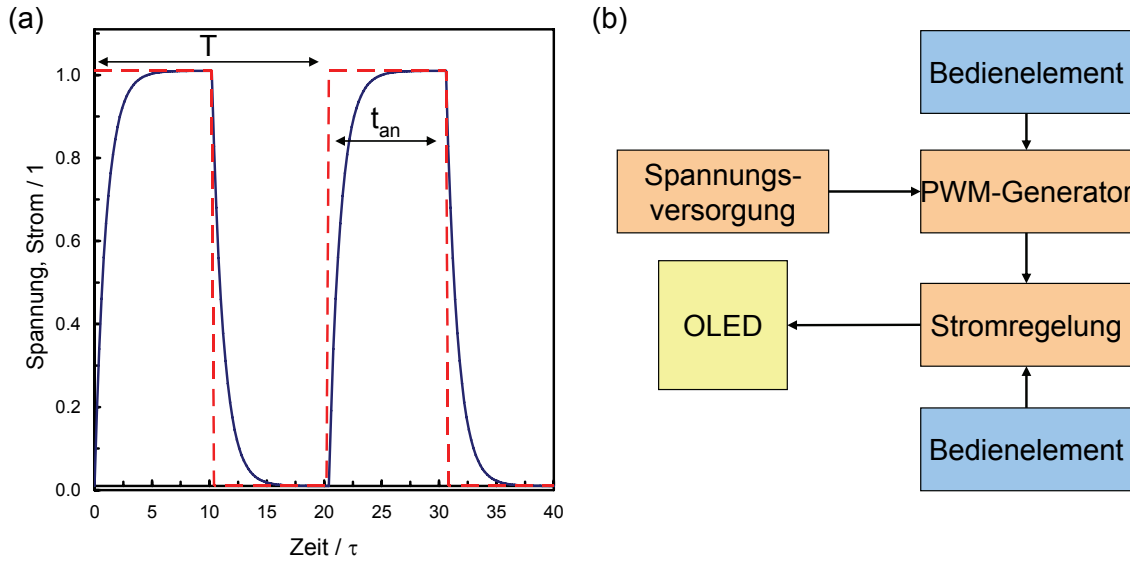 (a)
T
t_an
Spannung, Strom / 1
1.0
0.8
0.6
0.4
0.2
0.0
0 5 10 15 20 25 30 35 40
Zeit / τ
(b)
Bedienelement
Spannungs-
versorgung
PWM-Generator
OLED
Stromregelung
Bedienelement